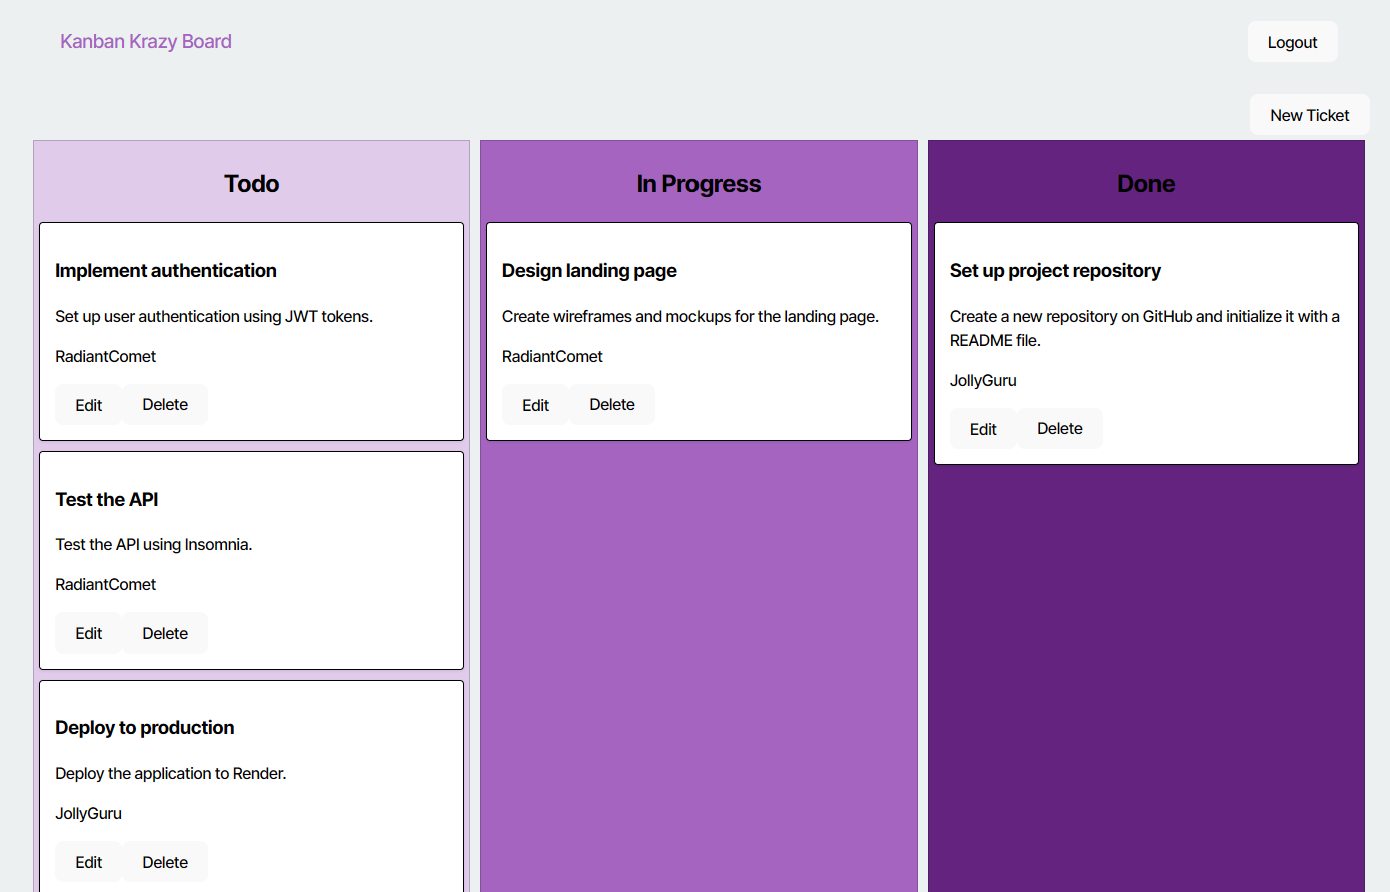 Kanban Krazy Board
Logout
New Ticket
Todo
Implement authentication
Set up user authentication using JWT tokens.
RadiantComet
Edit Delete
Test the API
Test the API using Insomnia.
RadiantComet
Edit Delete
Deploy to production
Deploy the application to Render.
JollyGuru
Edit Delete
In Progress
Design landing page
Create wireframes and mockups for the landing page.
RadiantComet
Edit Delete
Done
Set up project repository
Create a new repository on GitHub and initialize it with a
README file.
JollyGuru
Edit Delete